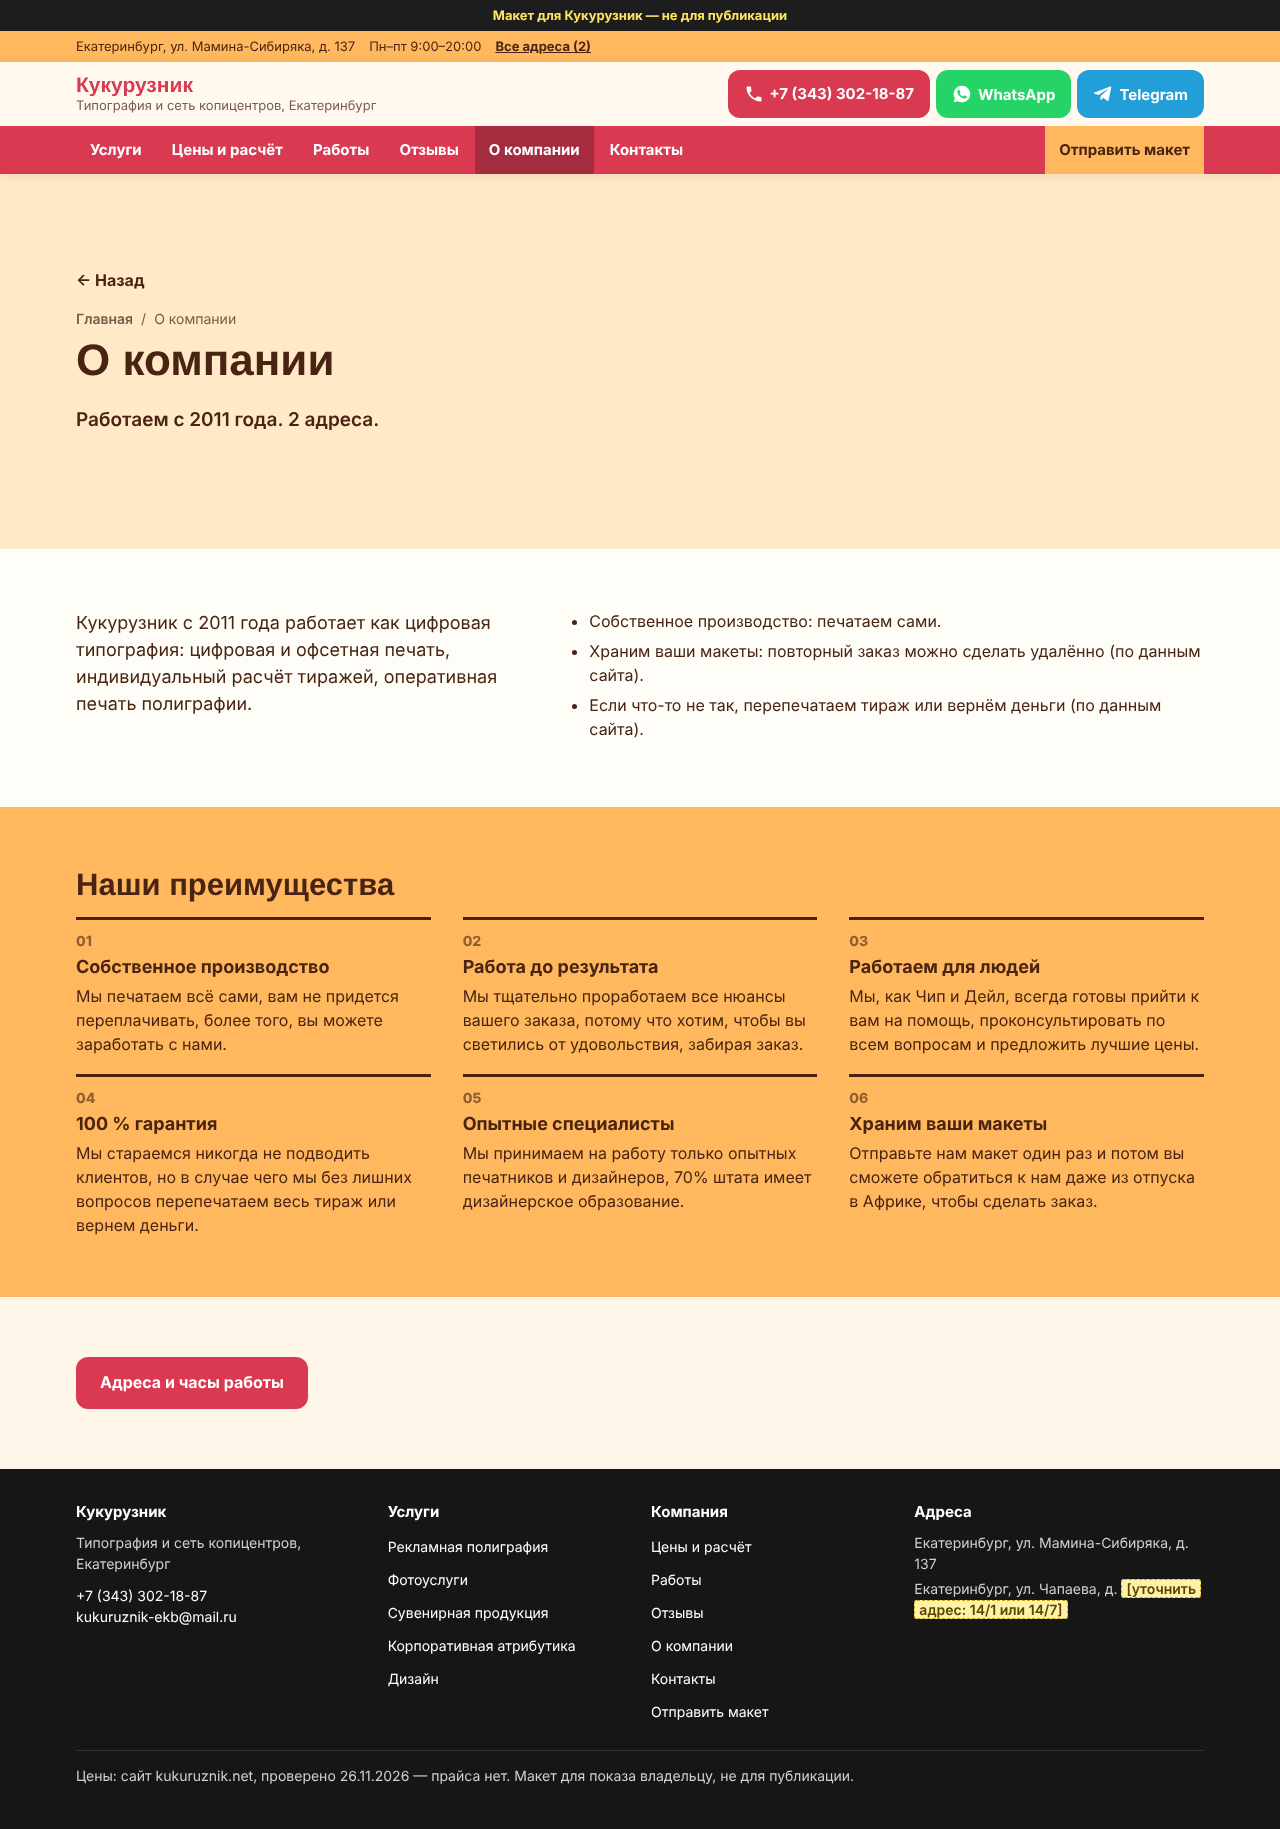 Макет для Кукурузник — не для публикации
Екатеринбург, ул. Мамина-Сибиряка, д. 137 Пн–пт 9:00–20:00 Все адреса (2)
Кукурузник
Типография и сеть копицентров, Екатеринбург
+7 (343) 302-18-87 WhatsApp Telegram
Услуги Цены и расчёт Работы Отзывы О компании Контакты Отправить макет
← Назад
Главная / О компании
О компании
Работаем с 2011 года. 2 адреса.
Кукурузник с 2011 года работает как цифровая
типография: цифровая и офсетная печать,
индивидуальный расчёт тиражей, оперативная
печать полиграфии.
• Собственное производство: печатаем сами.
• Храним ваши макеты: повторный заказ можно сделать удалённо (по данным
сайта).
• Если что-то не так, перепечатаем тираж или вернём деньги (по данным
сайта).
Наши преимущества
01
Собственное производство
Мы печатаем всё сами, вам не придется
переплачивать, более того, вы можете
заработать с нами.
02
Работа до результата
Мы тщательно проработаем все нюансы
вашего заказа, потому что хотим, чтобы вы
светились от удовольствия, забирая заказ.
03
Работаем для людей
Мы, как Чип и Дейл, всегда готовы прийти к
вам на помощь, проконсультировать по
всем вопросам и предложить лучшие цены.
04
100 % гарантия
Мы стараемся никогда не подводить
клиентов, но в случае чего мы без лишних
вопросов перепечатаем весь тираж или
вернем деньги.
05
Опытные специалисты
Мы принимаем на работу только опытных
печатников и дизайнеров, 70% штата имеет
дизайнерское образование.
06
Храним ваши макеты
Отправьте нам макет один раз и потом вы
сможете обратиться к нам даже из отпуска
в Африке, чтобы сделать заказ.
Адреса и часы работы
Кукурузник
Типография и сеть копицентров,
Екатеринбург
+7 (343) 302-18-87
kukuruznik-ekb@mail.ru
Услуги
Рекламная полиграфия
Фотоуслуги
Сувенирная продукция
Корпоративная атрибутика
Дизайн
Компания
Цены и расчёт
Работы
Отзывы
О компании
Контакты
Отправить макет
Адреса
Екатеринбург, ул. Мамина-Сибиряка, д.
137
Екатеринбург, ул. Чапаева, д. [уточнить
адрес: 14/1 или 14/7]
Цены: сайт kukuruznik.net, проверено 26.11.2026 — прайса нет. Макет для показа владельцу, не для публикации.